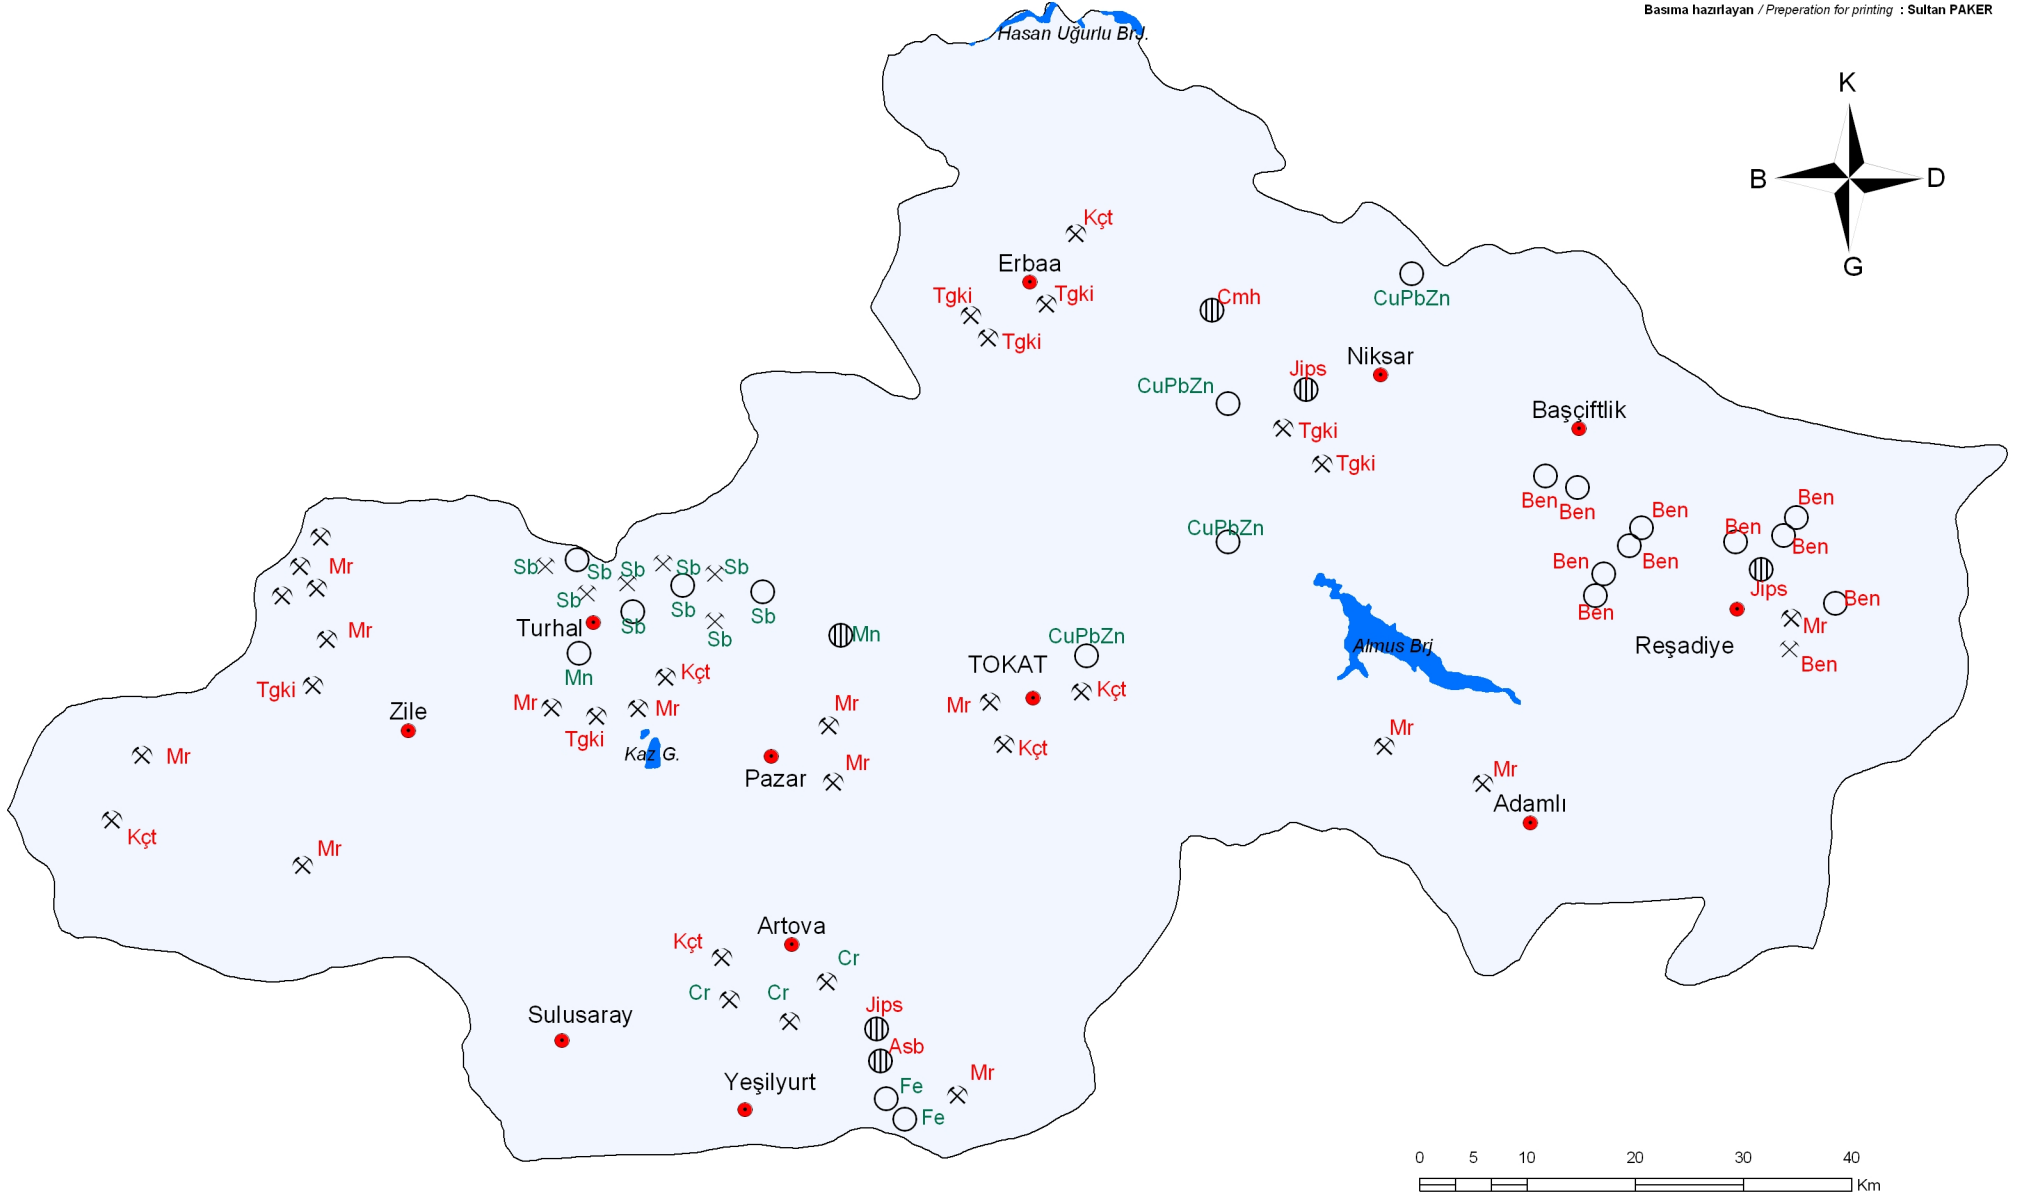 Basıma hazırlayan / Preperation for printing : Sultan PAKER
Hasan Uğurlu Brj.
K
B
D
G
Kçt
Erbaa
Tgki
Tgki
Tgki
Cmh
CuPbZn
Niksar
Jips
CuPbZn
Tgki
Tgki
Başçiftlik
Ben
Ben
Ben
Ben
Ben
Ben
Ben
Ben
Ben
Jips
Ben
Mr
Ben
Reşadiye
CuPbZn
Almus Brj
Mr
Sb
Sb
Sb
Sb
Sb
Sb
Sb
Sb
Sb
Sb
Turhal
Mn
Mn
CuPbZn
TOKAT
Mr
Kçt
Kçt
Mr
Tgki
Zile
Mr
Kçt
Mr
Tgki
Kaz G.
Mr
Mr
Pazar
Mr
Kçt
Mr
Mr
Mr
Adamlı
Artova
Kçt
Cr
Cr
Cr
Sulusaray
Jips
Asb
Yeşilyurt
Fe
Fe
Mr
0 5 10 20 30 40
Km